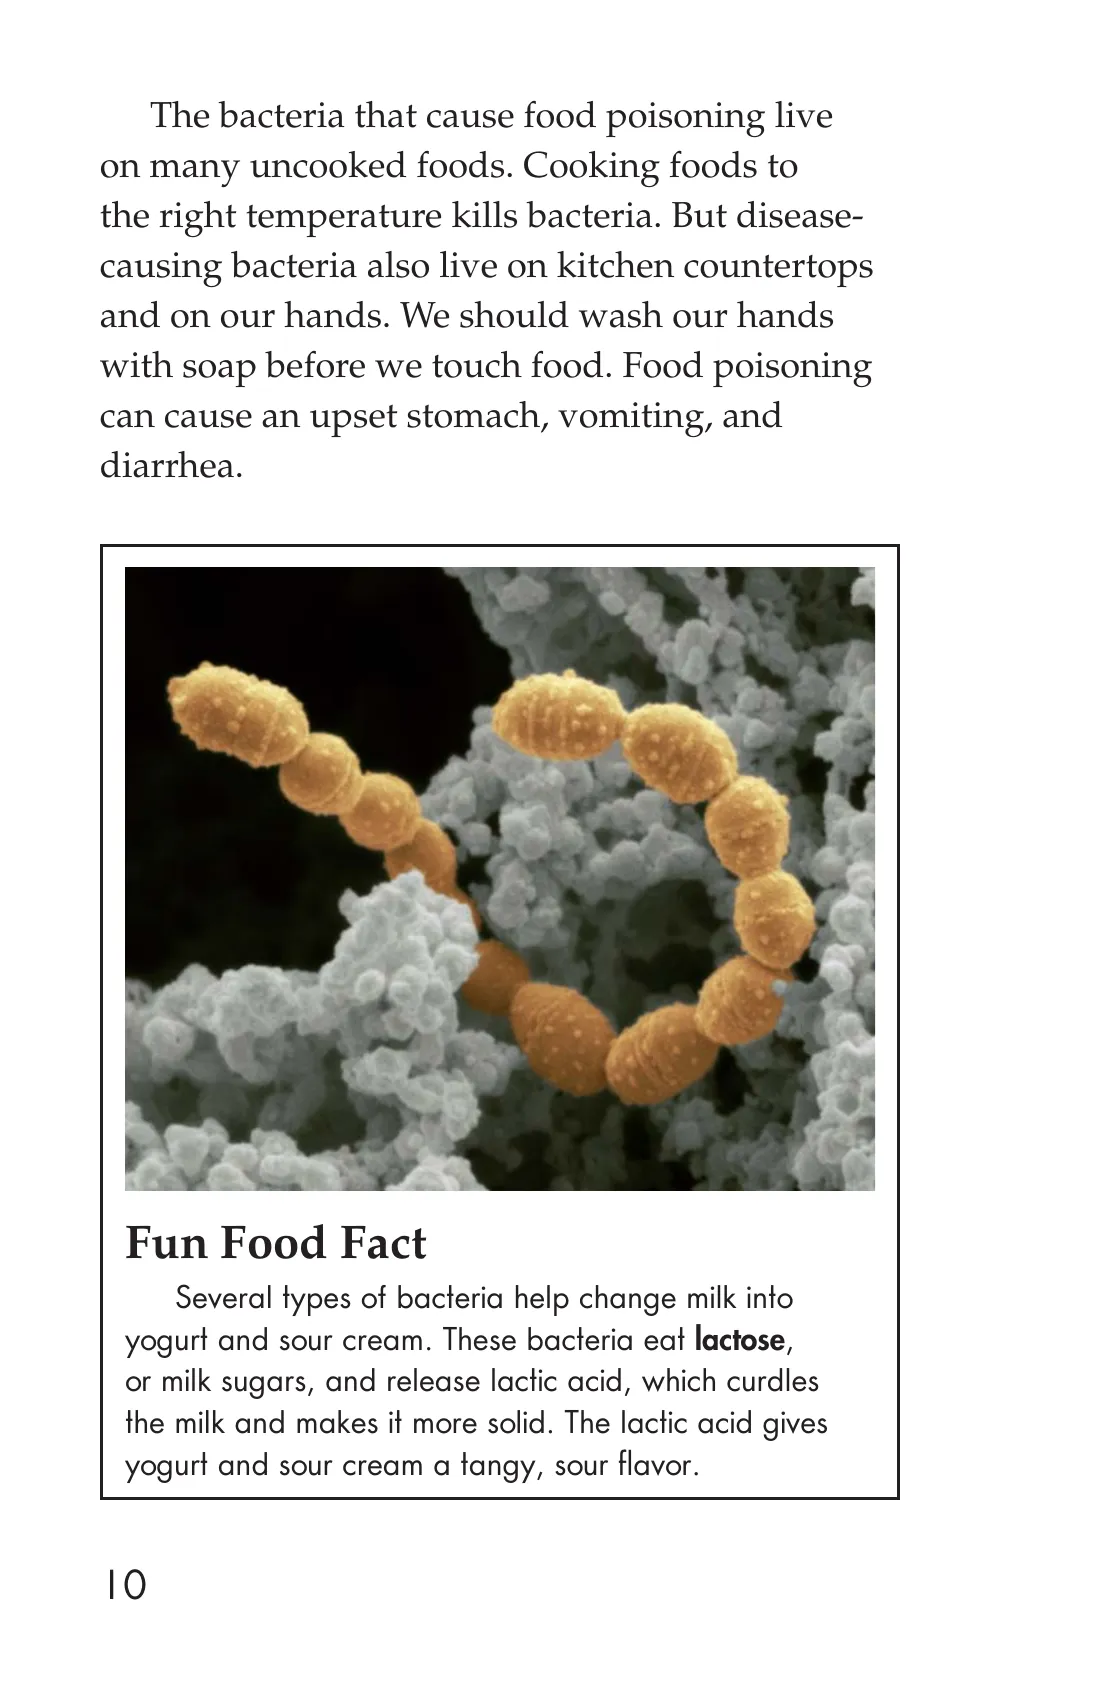 The bacteria that cause food poisoning live
on many uncooked foods. Cooking foods to
the right temperature kills bacteria. But disease-
causing bacteria also live on kitchen countertops
and on our hands. We should wash our hands
with soap before we touch food. Food poisoning
can cause an upset stomach, vomiting, and
diarrhea.
Fun Food Fact
Several types of bacteria help change milk into
yogurt and sour cream. These bacteria eat lactose,
or milk sugars, and release lactic acid, which curdles
the milk and makes it more solid. The lactic acid gives
yogurt and sour cream a tangy, sour flavor.
10